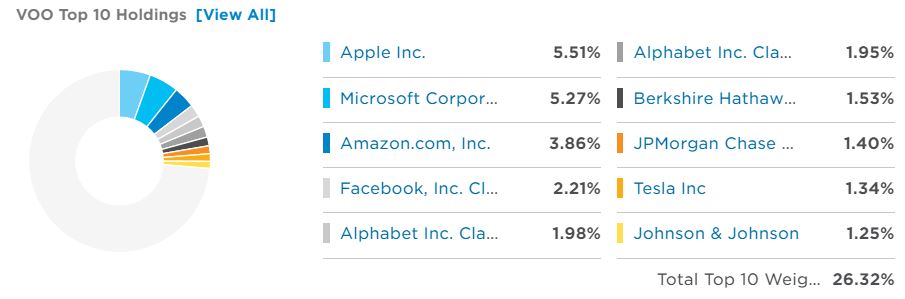 VOO Top 10 Holdings [View All]
Apple Inc. 5.51%
Microsoft Corpor... 5.27%
Amazon.com, Inc. 3.86%
Facebook, Inc. Cl... 2.21%
Alphabet Inc. Cla... 1.98%
Alphabet Inc. Cla... 1.95%
Berkshire Hathaw... 1.53%
JPMorgan Chase ... 1.40%
Tesla Inc 1.34%
Johnson & Johnson 1.25%
Total Top 10 Weig... 26.32%